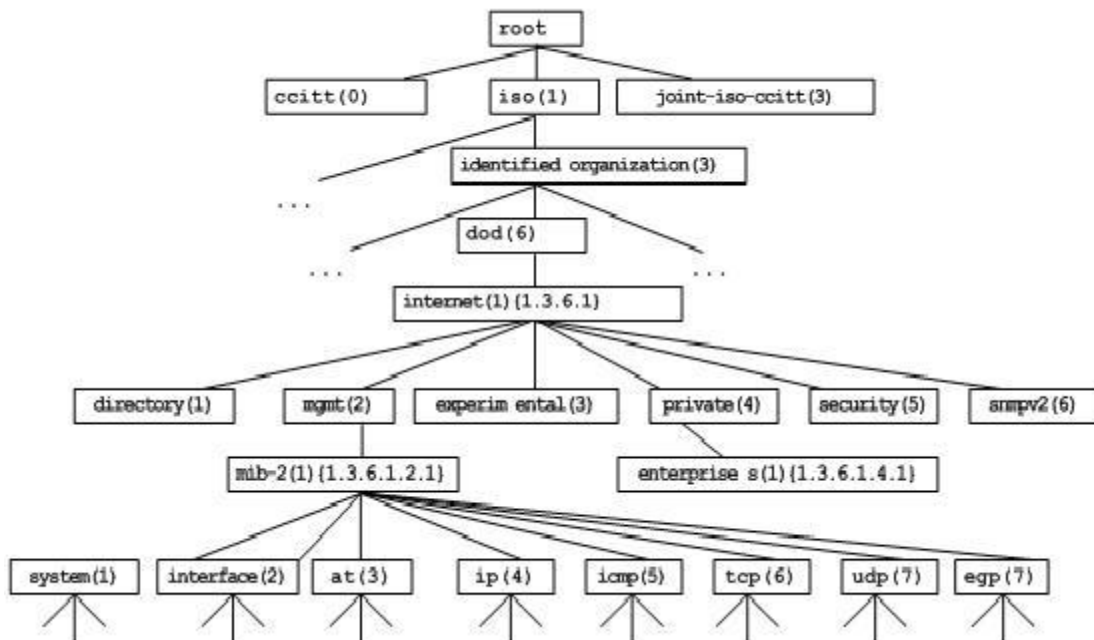 root
ccitt(0) iso(1) joint-iso-ccitt(3)
identified organization(3)
...
dod(6)
... ...
internet(1){1.3.6.1}
directory(1) mgmt(2) experim ental(3) private(4) security(5) snmpv2(6)
mib-2(1){1.3.6.1.2.1} enterprise s(1){1.3.6.1.4.1}
system(1) interface(2) at(3) ip(4) icmp(5) tcp(6) udp(7) egp(7)